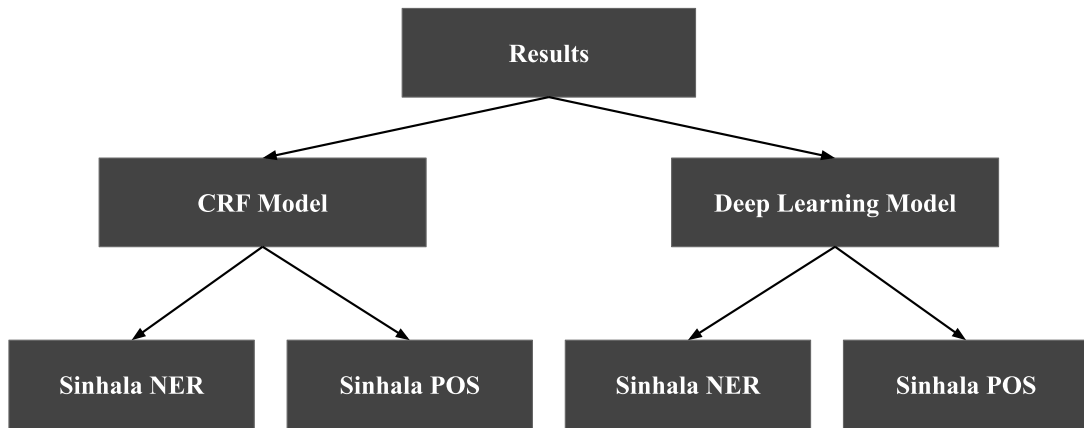 Results
CRF Model
Deep Learning Model
Sinhala NER
Sinhala POS
Sinhala NER
Sinhala POS